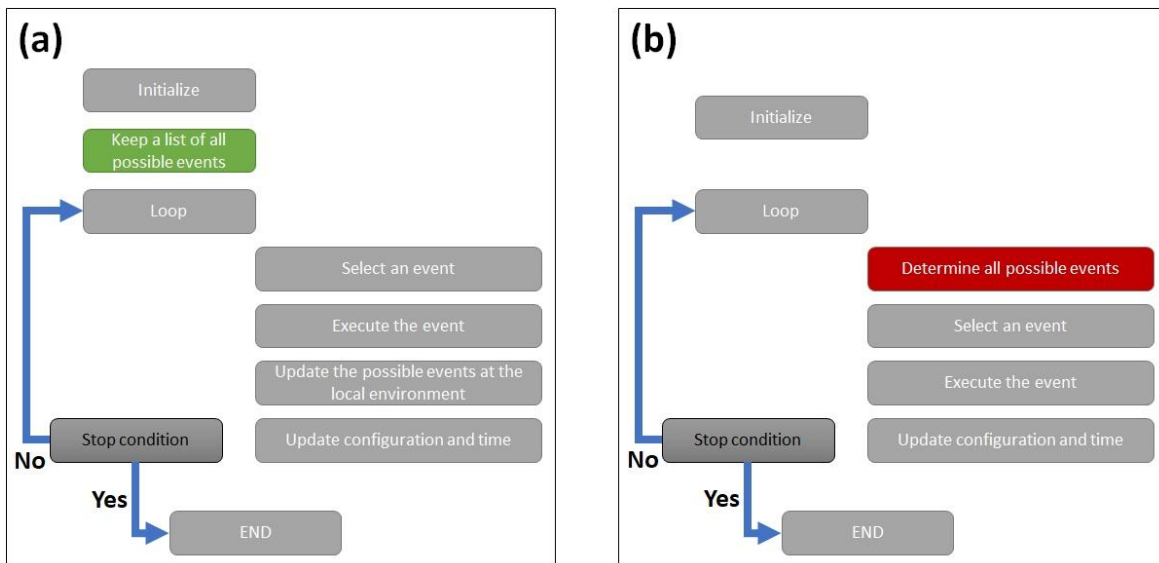 (a)
Initialize
Keep a list of all
possible events
Loop
Select an event
Execute the event
Update the possible events at the
local environment
Stop condition
Update configuration and time
No
Yes
END
(b)
Initialize
Loop
Determine all possible events
Select an event
Execute the event
Stop condition
Update configuration and time
No
Yes
END